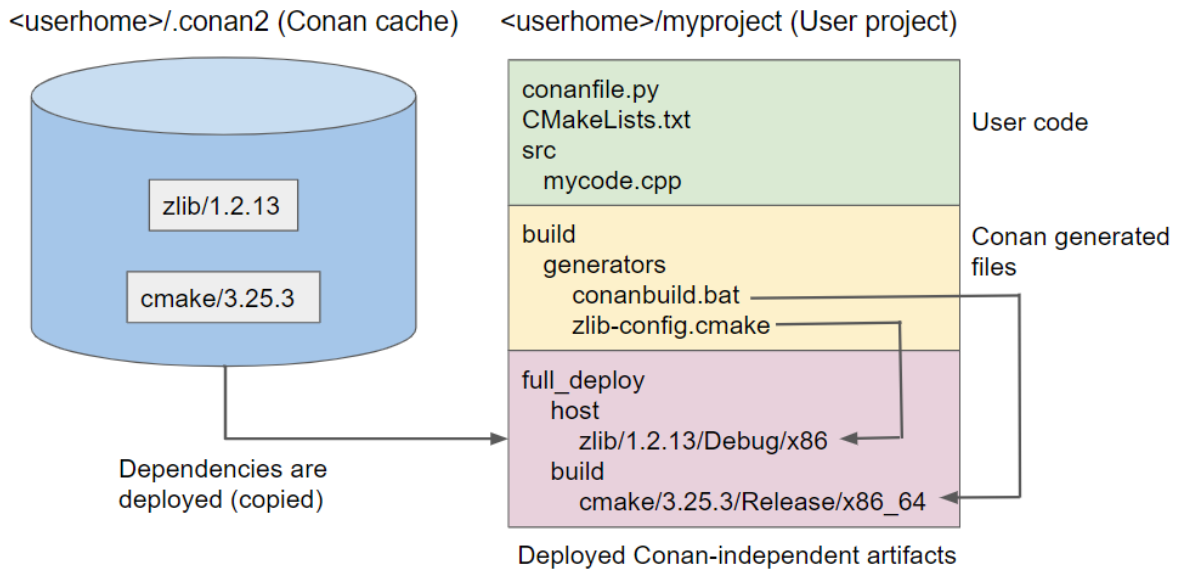 <userhome>/.conan2 (Conan cache)
zlib/1.2.13
cmake/3.25.3
Dependencies are
deployed (copied)
<userhome>/myproject (User project)
conanfile.py
CMakeLists.txt
src
mycode.cpp
User code
build
generators
conanbuild.bat
zlib-config.cmake
Conan generated
files
full_deploy
host
zlib/1.2.13/Debug/x86
build
cmake/3.25.3/Release/x86_64
Deployed Conan-independent artifacts